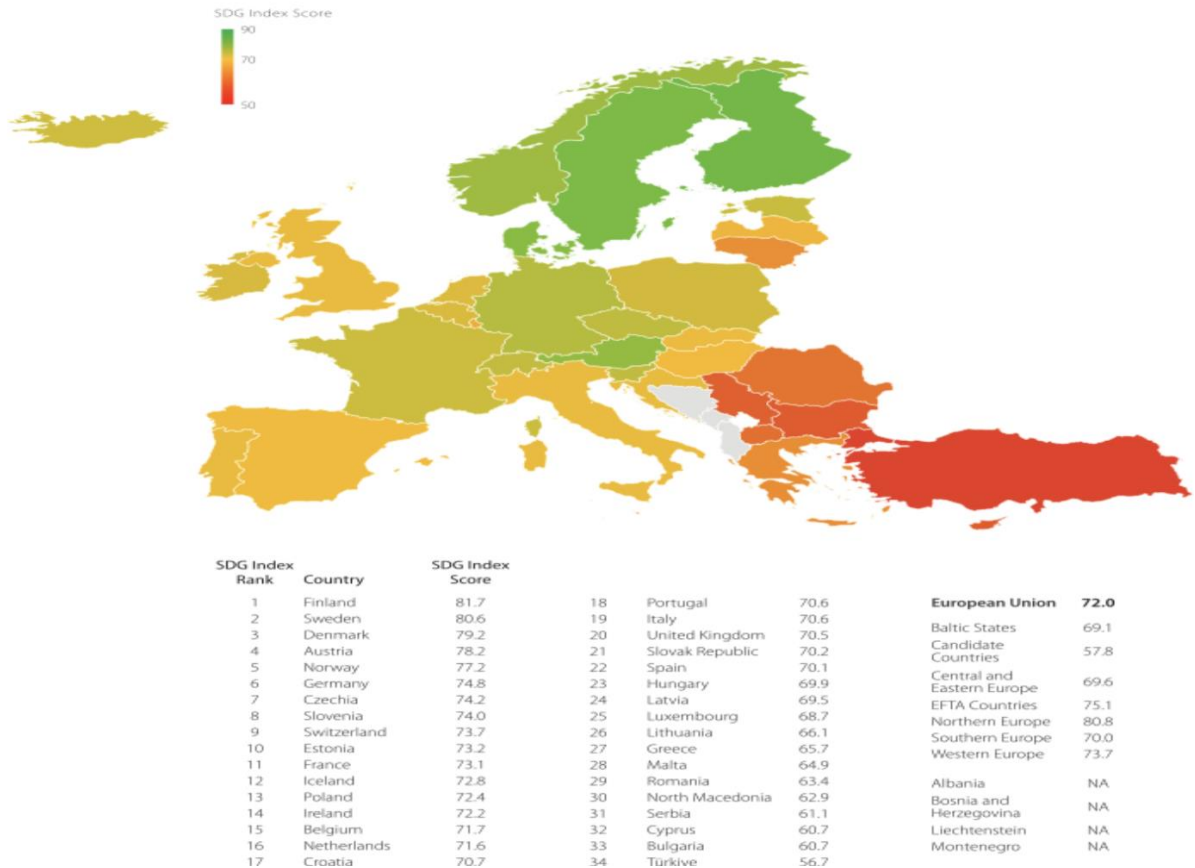 SDG Index Score
90
70
50
SDG Index Rank Country SDG Index Score
1 Finland 81.7
2 Sweden 80.6
3 Denmark 79.2
4 Austria 78.2
5 Norway 77.2
6 Germany 74.8
7 Czechia 74.2
8 Slovenia 74.0
9 Switzerland 73.7
10 Estonia 73.2
11 France 73.1
12 Iceland 72.8
13 Poland 72.4
14 Ireland 72.2
15 Belgium 71.7
16 Netherlands 71.6
17 Croatia 70.7
18 Portugal 70.6
19 Italy 70.6
20 United Kingdom 70.5
21 Slovak Republic 70.2
22 Spain 70.1
23 Hungary 69.9
24 Latvia 69.5
25 Luxembourg 68.7
26 Lithuania 66.1
27 Greece 65.7
28 Malta 64.9
29 Romania 63.4
30 North Macedonia 62.9
31 Serbia 61.1
32 Cyprus 60.7
33 Bulgaria 60.7
34 Türkiye 56.7
European Union 72.0
Baltic States 69.1
Candidate
Countries 57.8
Central and
Eastern Europe 69.6
EFTA Countries 75.1
Northern Europe 80.8
Southern Europe 70.0
Western Europe 73.7
Albania NA
Bosnia and
Herzegovina NA
Liechtenstein NA
Montenegro NA